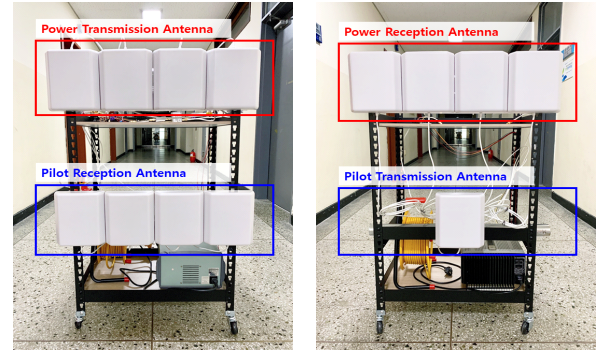 Power Transmission Antenna
Pilot Reception Antenna
Power Reception Antenna
Pilot Transmission Antenna